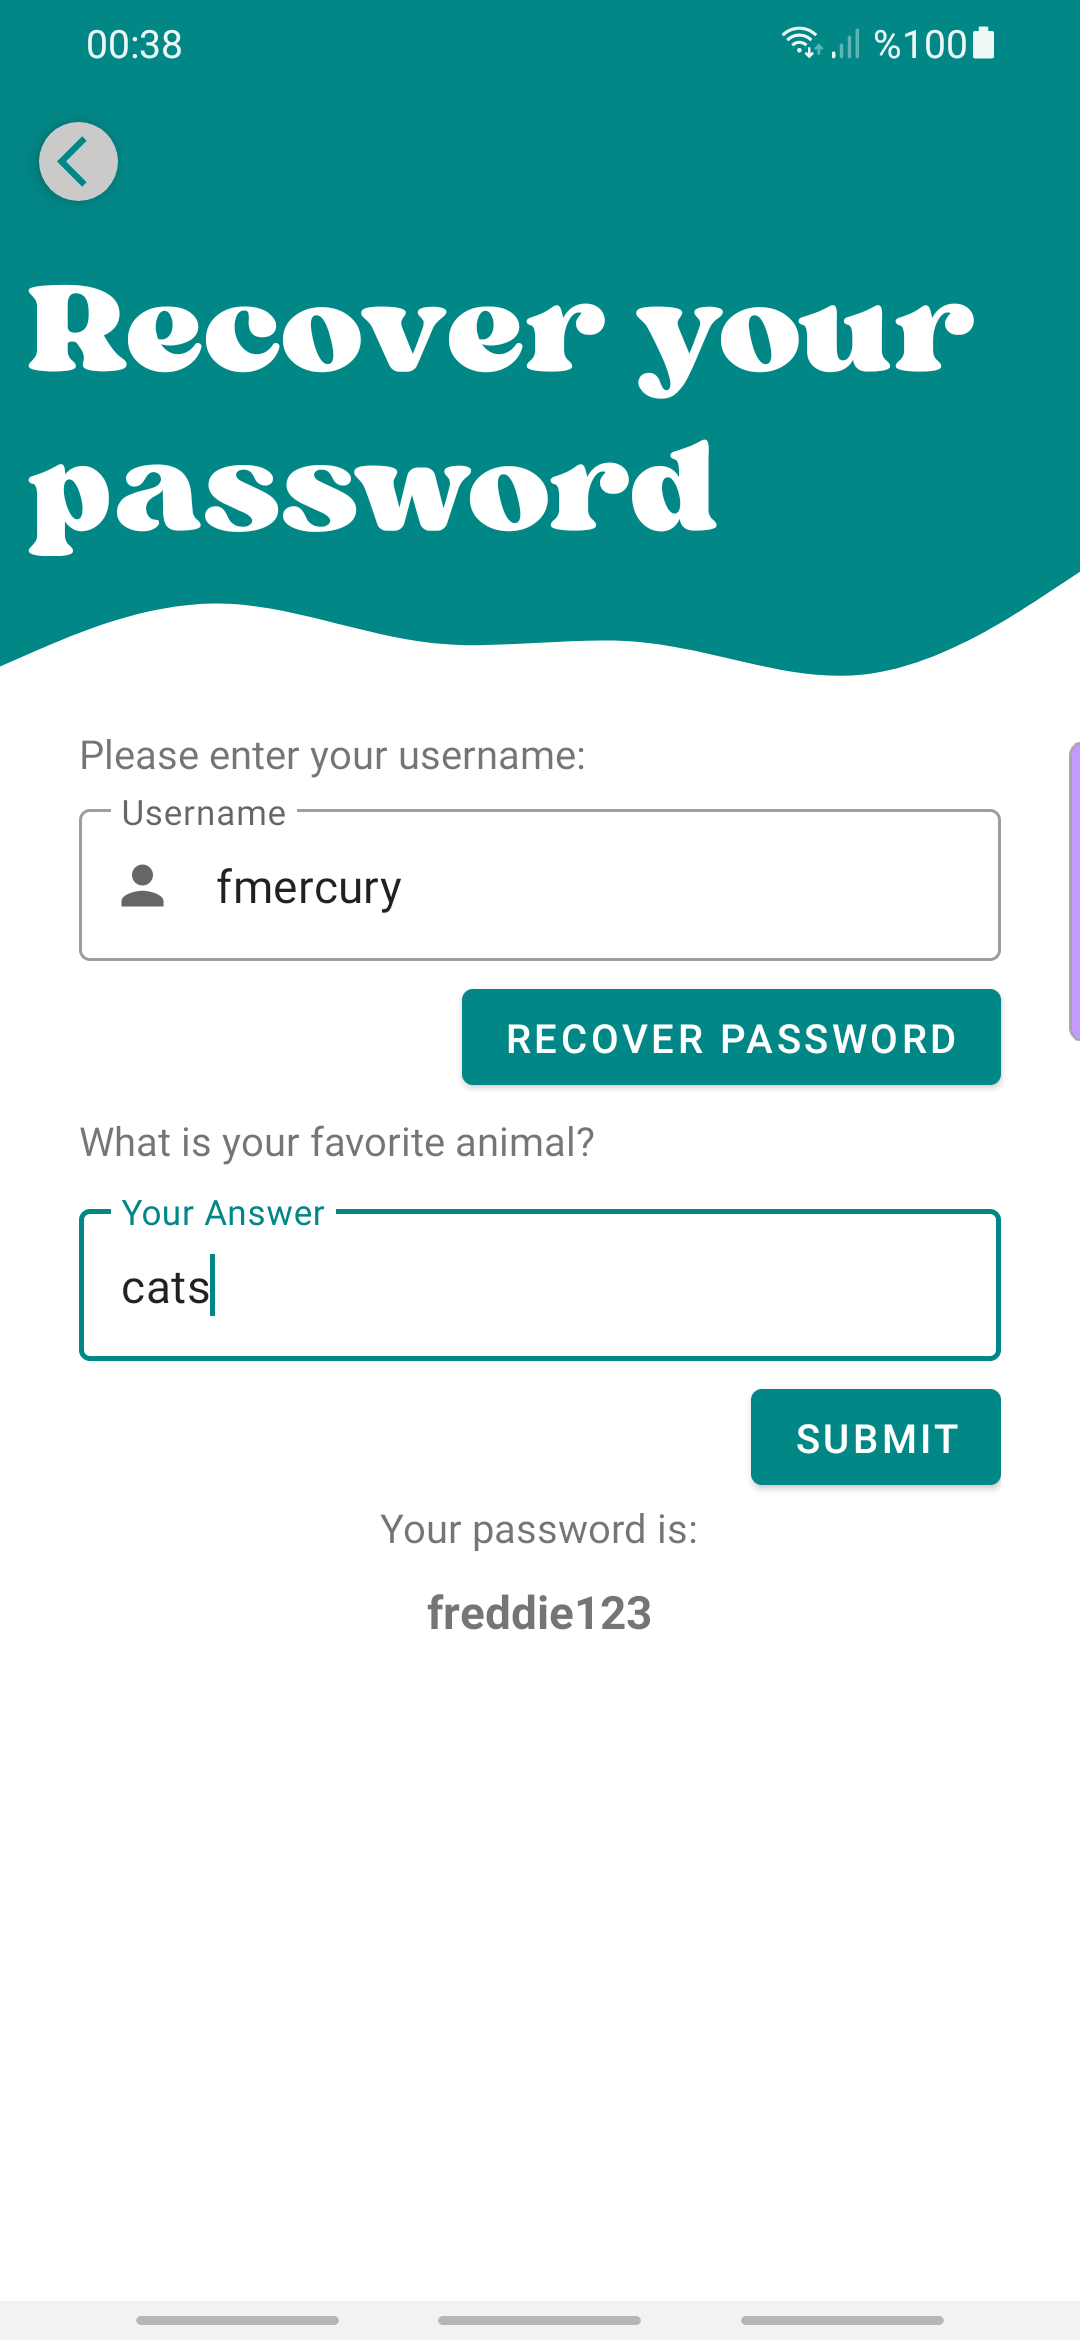 00:38 %100
Recover your
password
Please enter your username:
Username
fmercury
RECOVER PASSWORD
What is your favorite animal?
Your Answer
cats
SUBMIT
Your password is:
freddie123